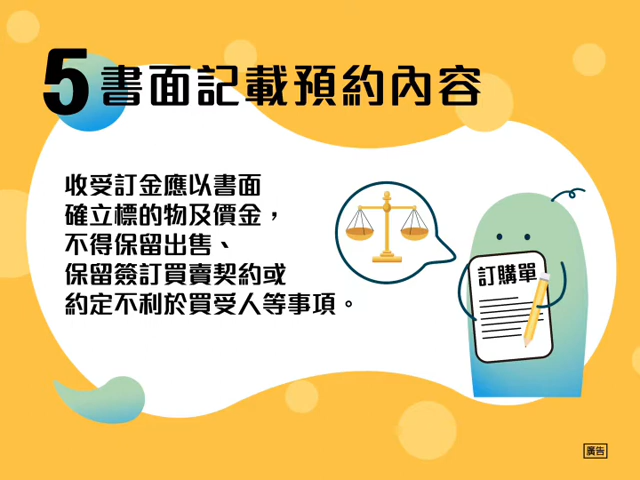 5 書面記載預約內容
收受訂金應以書面
確立標的物及價金，
不得保留出售、
保留簽訂買賣契約或
約定不利於買受人等事項。
訂購單
廣告